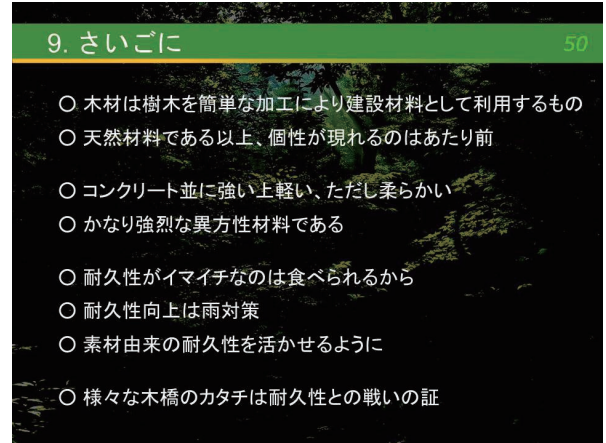 9. さいごに
50
○ 木材は樹木を簡単な加工により建設材料として利用するもの
○ 天然材料である以上、個性が現れるのはあたり前
○ コンクリート並に強い上軽い、ただし柔らかい
○ かなり強烈な異方性材料である
○ 耐久性がイマイチなのは食べられるから
○ 耐久性向上は雨対策
○ 素材由来の耐久性を活かせるように
○ 様々な木橋のカタチは耐久性との戦いの証